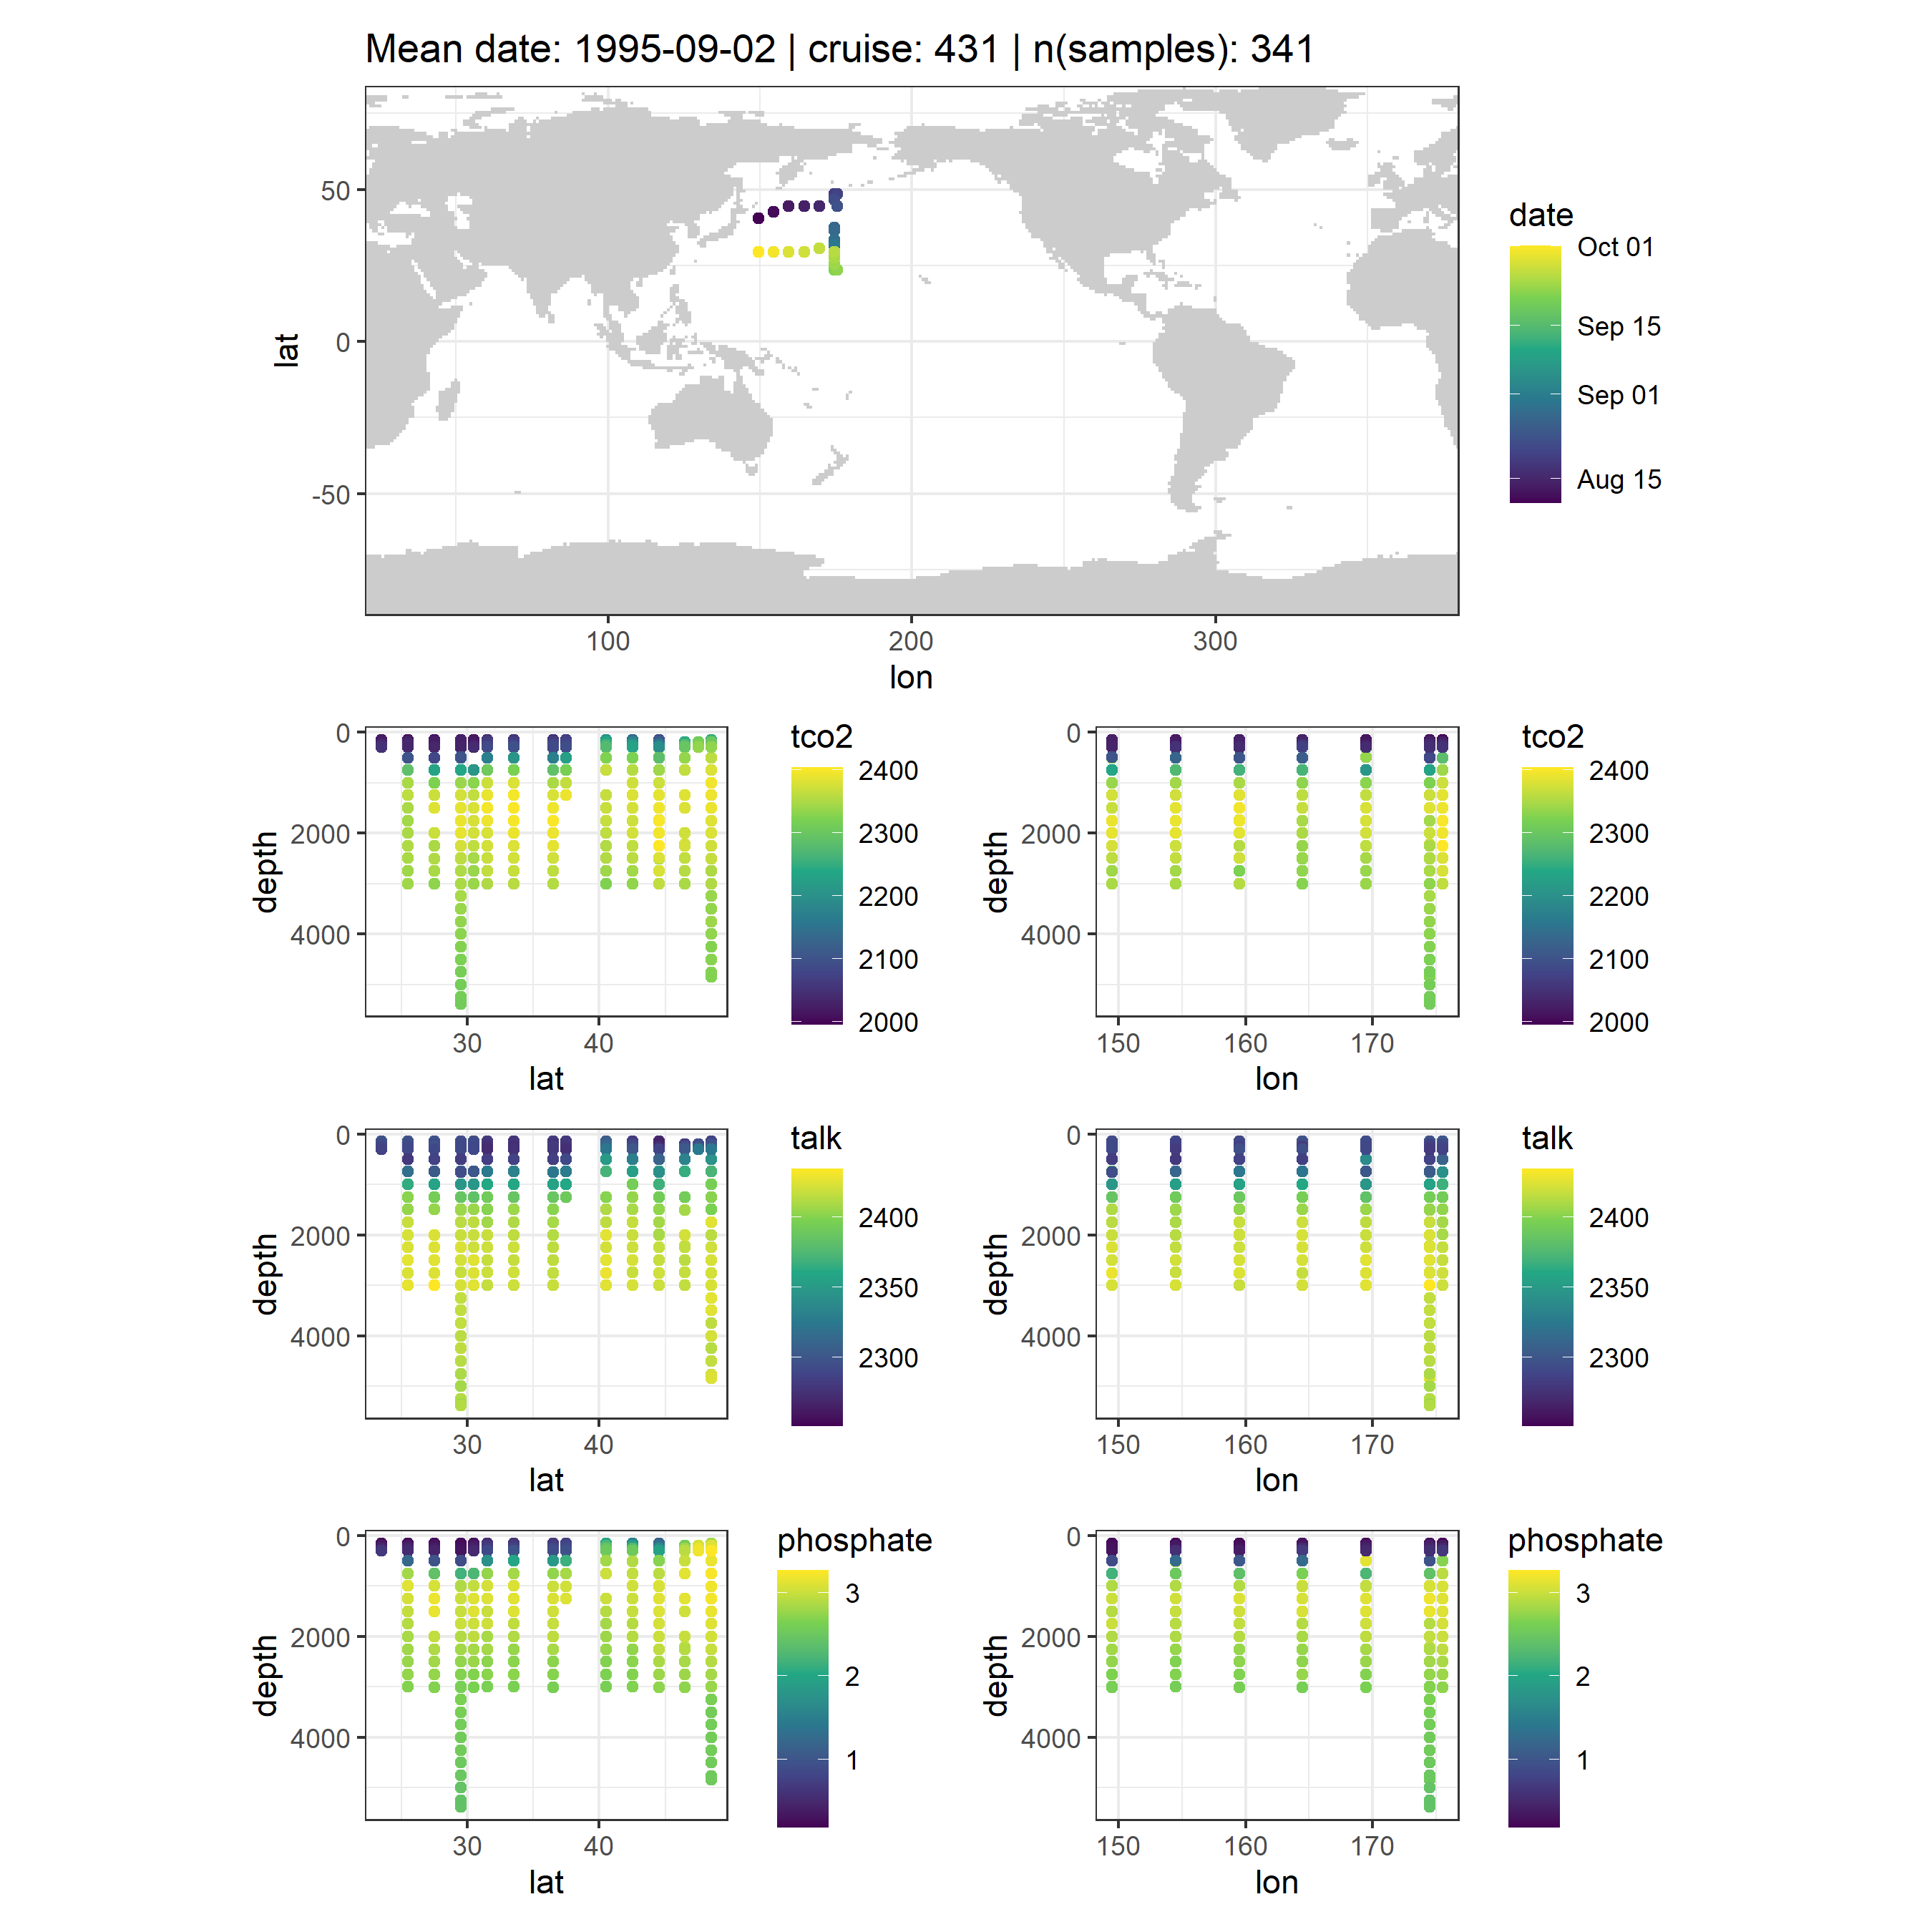 Mean date: 1995-09-02 | cruise: 431 | n(samples): 341
50
0
-50
lat
100
200
300
lon
date
Oct 01
Sep 15
Sep 01
Aug 15
0
2000
4000
depth
30
40
lat
tco2
2400
2300
2200
2100
2000
0
2000
4000
depth
150
160
170
lon
tco2
2400
2300
2200
2100
2000
0
2000
4000
depth
30
40
lat
talk
2400
2350
2300
0
2000
4000
depth
150
160
170
lon
talk
2400
2350
2300
0
2000
4000
depth
30
40
lat
phosphate
3
2
1
0
2000
4000
depth
150
160
170
lon
phosphate
3
2
1